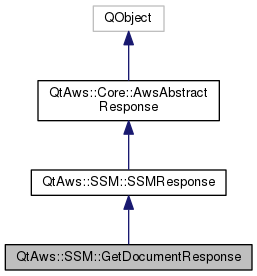 QObject
QtAws::Core::AwsAbstract
Response
QtAws::SSM::SSMResponse
QtAws::SSM::GetDocumentResponse